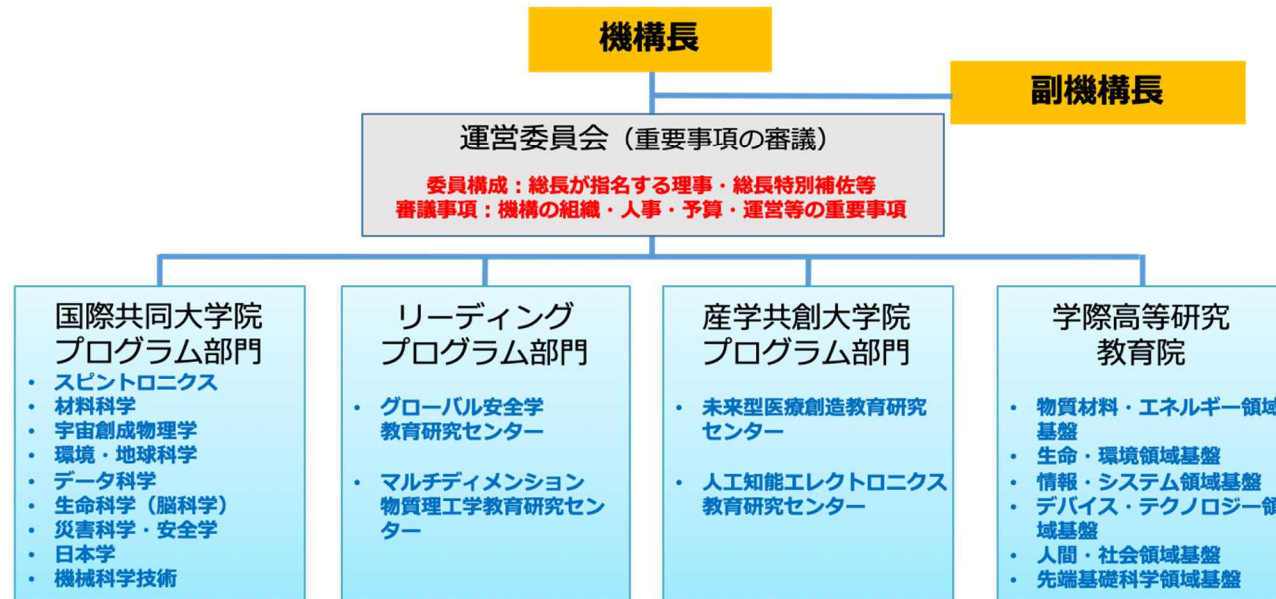 機構長
副機構長
運営委員会（重要事項の審議）
委員構成：総長が指名する理事・総長特別補佐等
審議事項：機構の組織・人事・予算・運営等の重要事項
国際共同大学院
プログラム部門
• スピントロニクス
• 材料科学
• 宇宙創成物理学
• 環境・地球科学
• データ科学
• 生命科学（脳科学）
• 災害科学・安全学
• 日本学
• 機械科学技術
リーディング
プログラム部門
• グローバル安全学
教育研究センター
• マルチディメンション
物質理工学教育研究セン
ター
産学共創大学院
プログラム部門
• 未来型医療創造教育研究
センター
• 人工知能エレクトロニクス
教育研究センター
学際高等研究
教育院
• 物質材料・エネルギー領域
基盤
• 生命・環境領域基盤
• 情報・システム領域基盤
• デバイス・テクノロジー領
域基盤
• 人間・社会領域基盤
• 先端基礎科学領域基盤